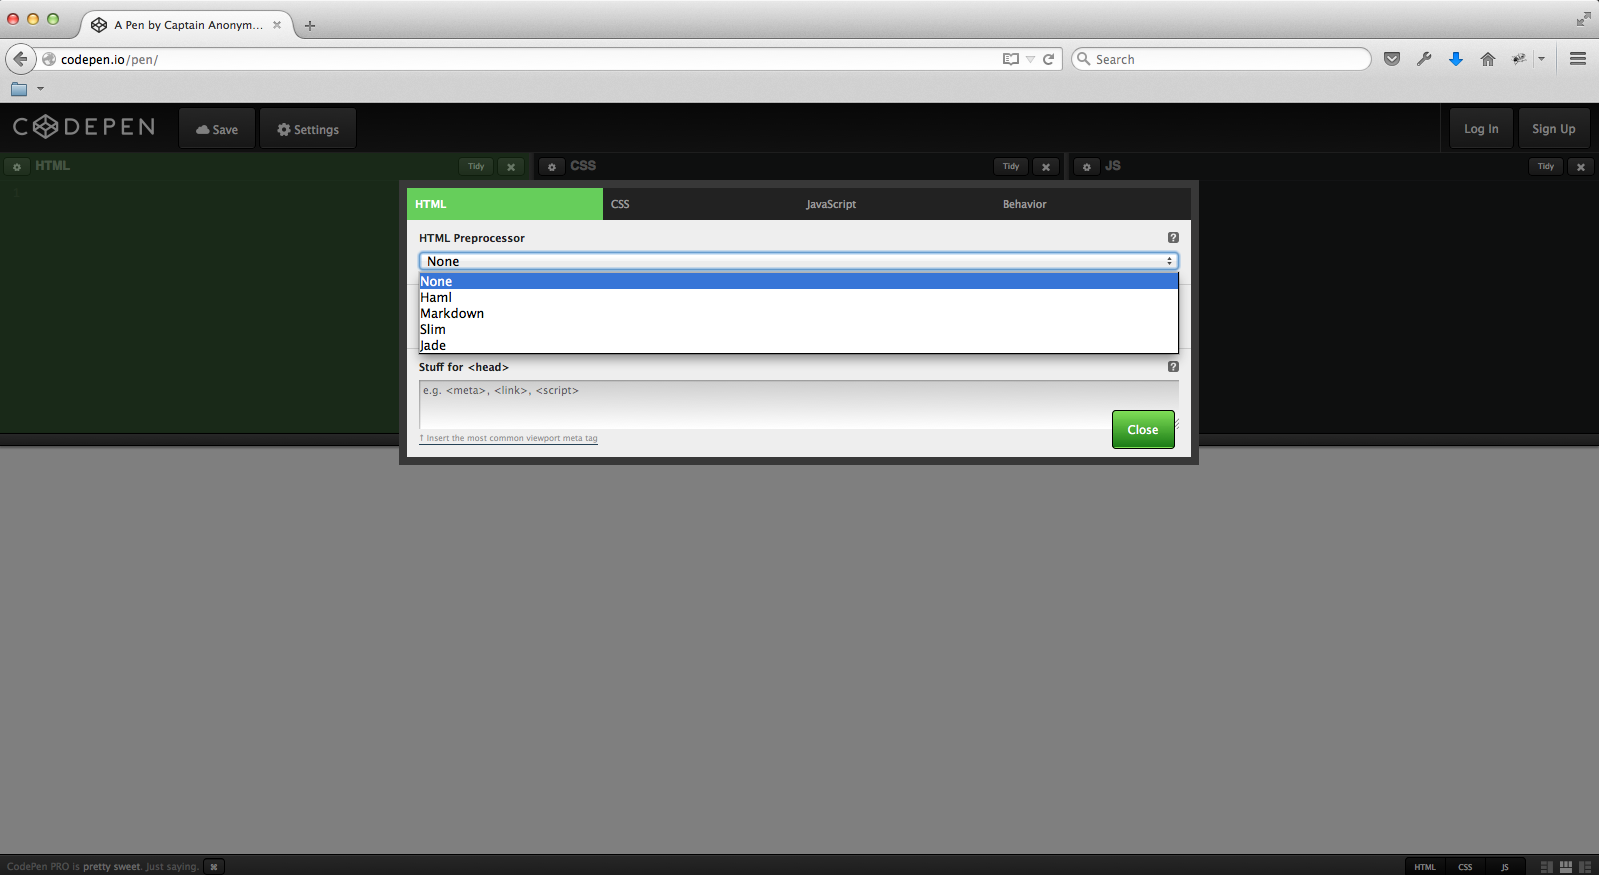 A Pen by Captain Anonym...
codepen.io/pen/
Search
CODEPEN
Save
Settings
Log In
Sign Up
HTML
Tidy
CSS
Tidy
JS
Tidy
1
HTML
CSS
JavaScript
Behavior
HTML Preprocessor
?
None
None
Haml
Markdown
Slim
Jade
Stuff for <head>
?
e.g. <meta>, <link>, <script>
↑ Insert the most common viewport meta tag
Close
CodePen PRO is pretty sweet. Just saying.
HTML
CSS
JS